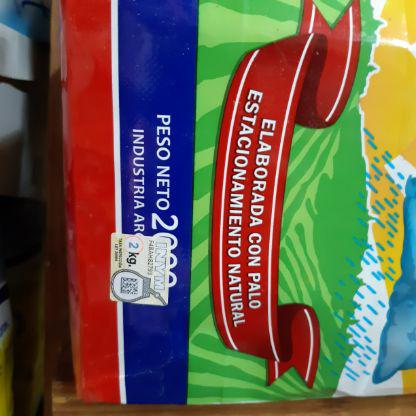 ELABORADA CON PALO
ESTACIONAMIENTO NATURAL
PESO NETO 2
INDUSTRIA AR
INYM
2 kg.